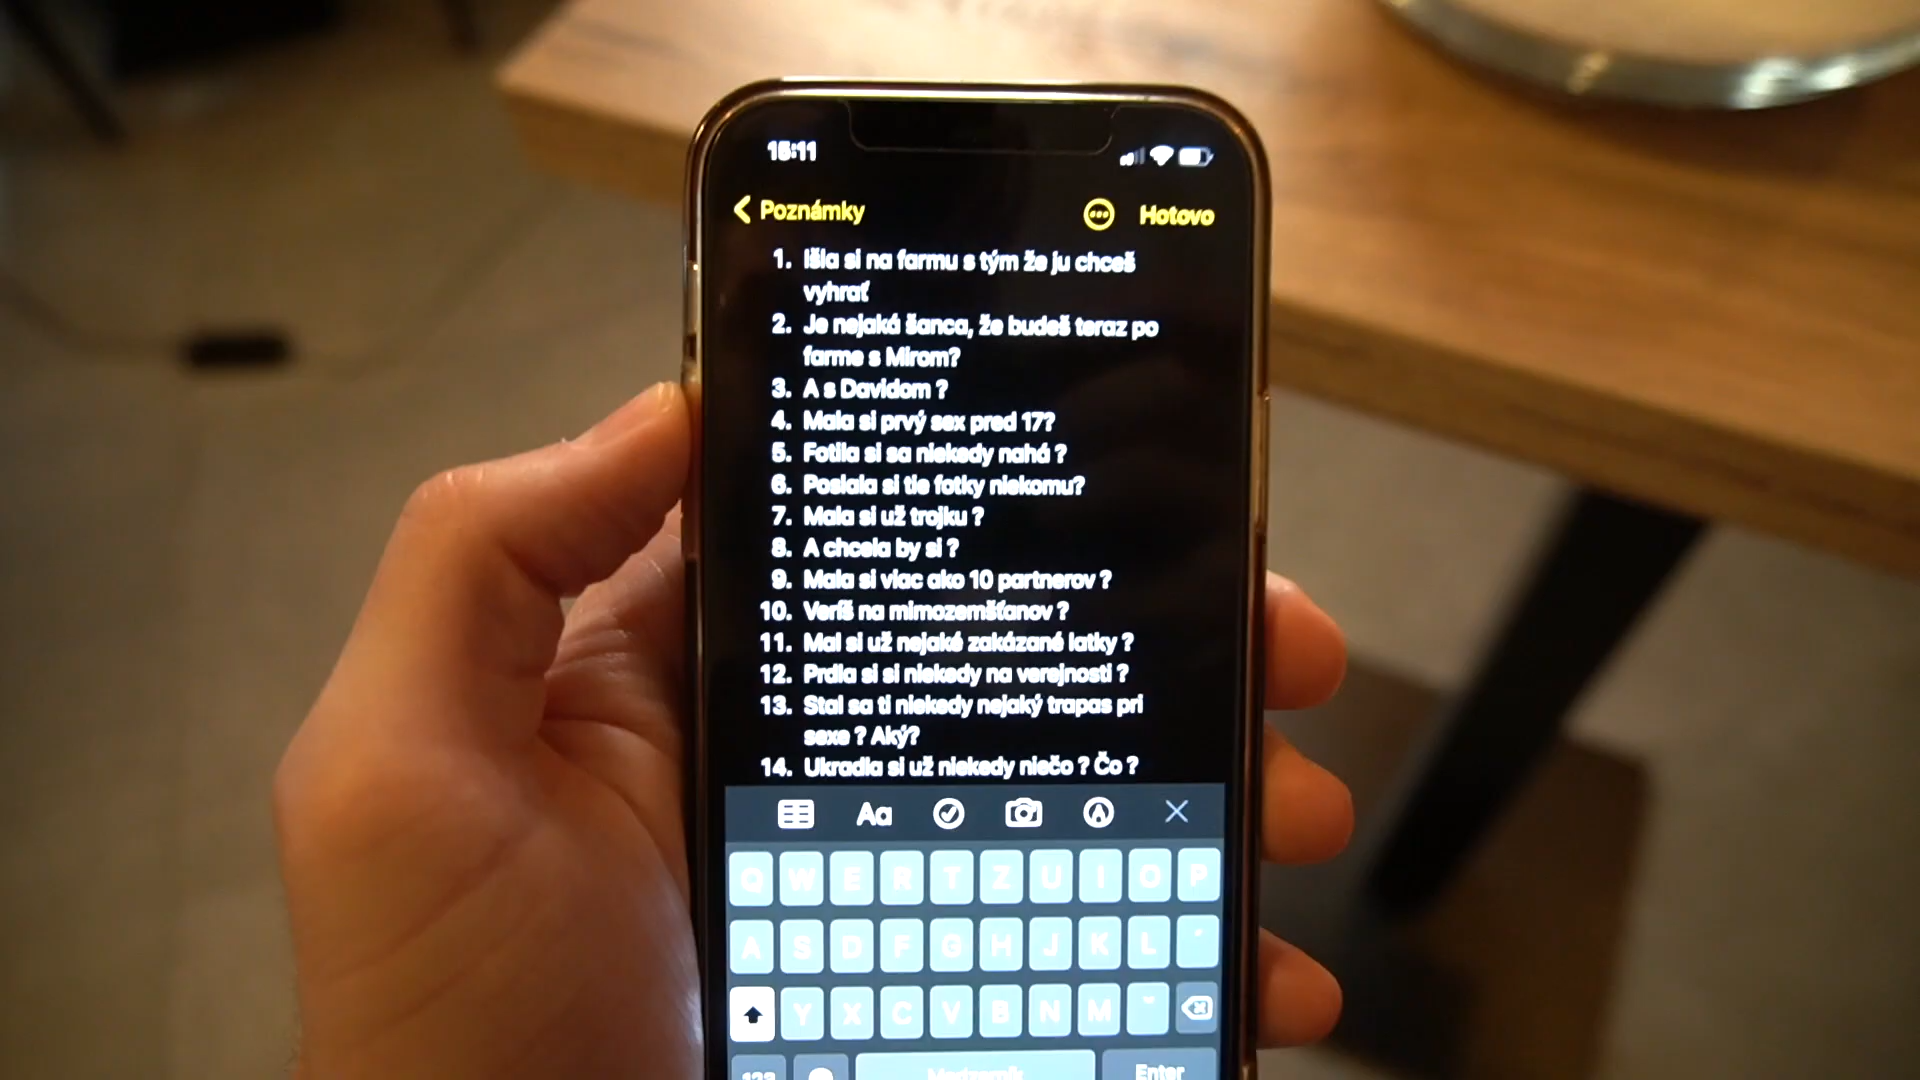 15:11
Poznámky
Hotovo
1. Išla si na farmu s tým že ju chceš
vyhrať
2. Je nejaká šanca, že budeš teraz po
farme s Mirom?
3. A s Davidom ?
4. Mala si prvý sex pred 17?
5. Fotila si sa niekedy nahá ?
6. Poslala si tie fotky niekomu?
7. Mala si už trojku ?
8. A chcela by si ?
9. Mala si viac ako 10 partnerov ?
10. Veríš na mimozemšťanov ?
11. Mal si už nejaké zakázané latky ?
12. Prdla si si niekedy na verejnosti ?
13. Stal sa ti niekedy nejaký trapas pri
sexe ? Aký?
14. Ukradla si už niekedy niečo ? Čo ?
Aa
Q W E R T Z U I O P
A S D F G H J K L ´
Y X C V B N M ˇ
123 Medzerník Enter